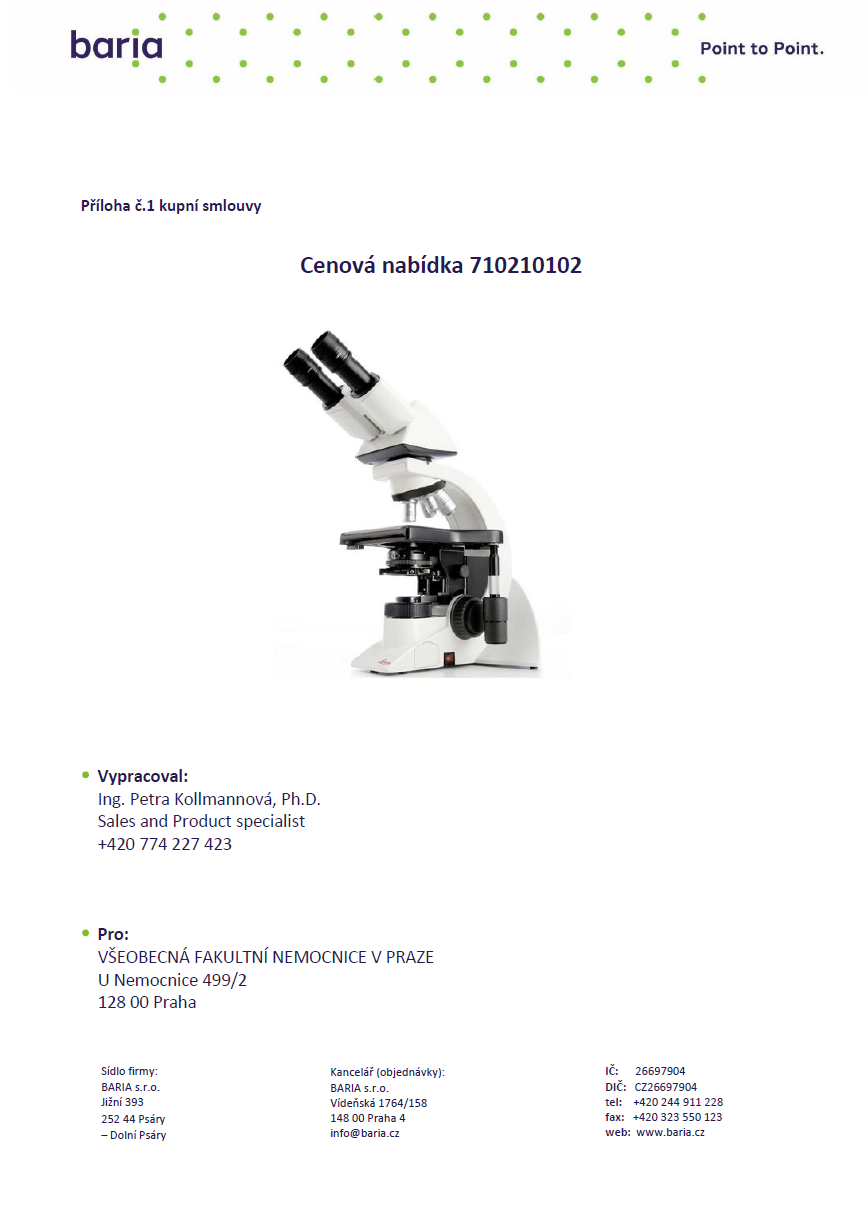 baria
Point to Point.
Příloha č.1 kupní smlouvy
Cenová nabídka 710210102
• Vypracoval:
Ing. Petra Kollmannová, Ph.D.
Sales and Product specialist
+420 774 227 423
• Pro:
VŠEOBECNÁ FAKULTNÍ NEMOCNICE V PRAZE
U Nemocnice 499/2
128 00 Praha
Sídlo firmy:
BARIA s.r.o.
Jižní 393
252 44 Psáry
– Dolní Psáry
Kancelář (objednávky):
BARIA s.r.o.
Vídeňská 1764/158
148 00 Praha 4
info@baria.cz
IČ: 26697904
DIČ: CZ26697904
tel: +420 244 911 228
fax: +420 323 550 123
web: www.baria.cz